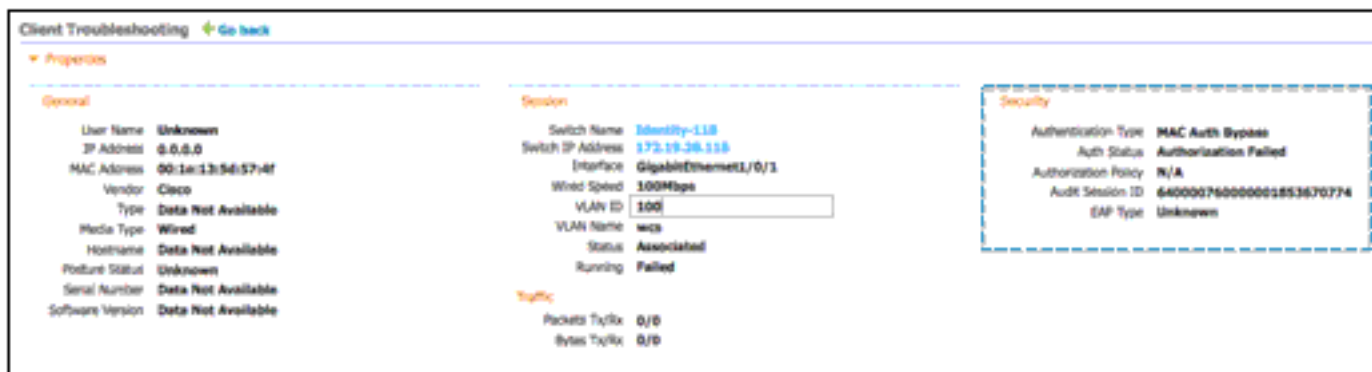 Client Troubleshooting Go back
Properties
General
User Name Unknown
IP Address 0.0.0.0
MAC Address 00:1e:13:5d:57:4f
Vendor Cisco
Type Data Not Available
Media Type Wired
Hostname Data Not Available
Posture Status Unknown
Serial Number Data Not Available
Software Version Data Not Available
Session
Switch Name Identity-118
Switch IP Address 172.19.28.118
Interface GigabitEthernet1/0/1
Wired Speed 100Mbps
VLAN ID 100
VLAN Name wcs
Status Associated
Running Failed
Traffic
Packets Tx/Rx 0/0
Bytes Tx/Rx 0/0
Security
Authentication Type MAC Auth Bypass
Auth Status Authorization Failed
Authorization Policy N/A
Audit Session ID
EAP Type Unknown